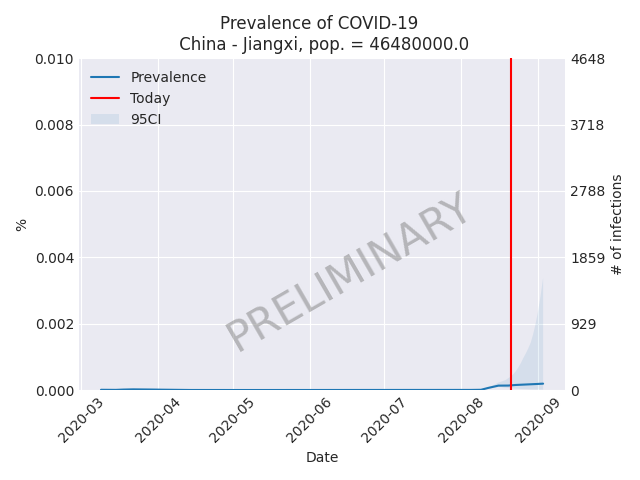 Prevalence of COVID-19
China - Jiangxi, pop. = 46480000.0
Prevalence
Today
95CI
PRELIMINARY
%
0.010
0.008
0.006
0.004
0.002
0.000
4648
3718
2788
1859
929
0
# of infections
2020-03
2020-04
2020-05
2020-06
2020-07
2020-08
2020-09
Date